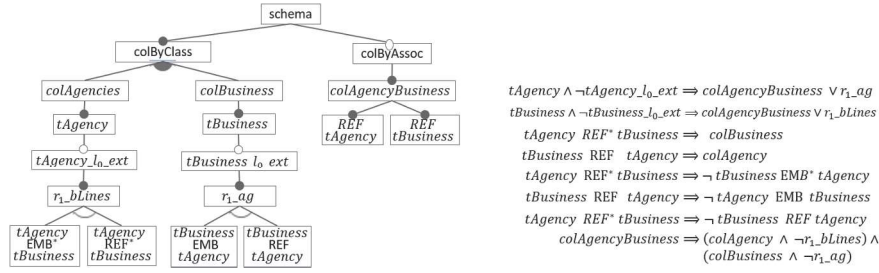 schema
colByClass
colByAssoc
colAgencies
colBusiness
colAgencyBusiness
tAgency
tBusiness
REF
tAgency
REF
tBusiness
tAgency_l₀_ext
tBusiness l₀ ext
r₁_bLines
r₁_ag
tAgency
EMB*
tBusiness
tAgency
REF*
tBusiness
tBusiness
EMB
tAgency
tBusiness
REF
tAgency
tAgency ∧ ¬tAgency_l₀_ext ⟹ colAgencyBusiness ∨ r₁_ag
tBusiness ∧ ¬tBusiness_l₀_ext ⟹ colAgencyBusiness ∨ r₁_bLines
tAgency REF* tBusiness ⟹ colBusiness
tBusiness REF tAgency ⟹ colAgency
tAgency REF* tBusiness ⟹ ¬ tBusiness EMB* tAgency
tBusiness REF tAgency ⟹ ¬ tAgency EMB tBusiness
tAgency REF* tBusiness ⟹ ¬ tBusiness REF tAgency
colAgencyBusiness ⟹ (colAgency ∧ ¬r₁_bLines) ∧
(colBusiness ∧ ¬r₁_ag)